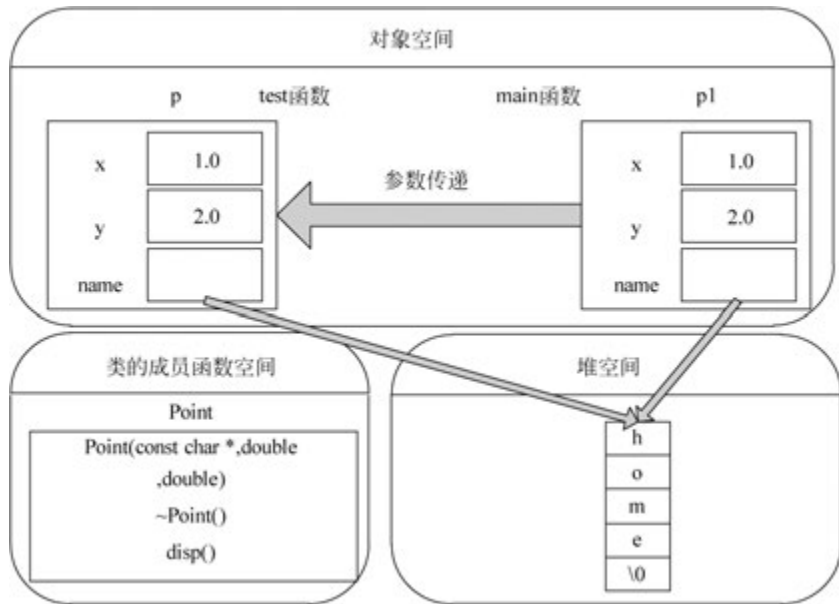 对象空间
p test函数 main函数 p1
x 1.0 参数传递 x 1.0
y 2.0 y 2.0
name name
类的成员函数空间 堆空间
Point
Point(const char *,double
,double)
~Point()
disp()
h
o
m
e
\0